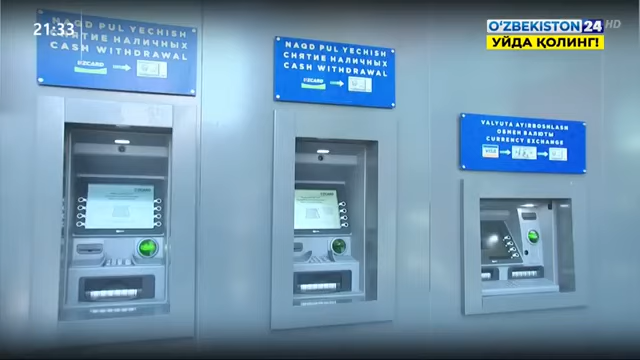 21:33
O'ZBEKISTON 24 HD
УЙДА ҚОЛИНГ!
NAQD PUL YECHISH
СНЯТИЕ НАЛИЧНЫХ
CASH WITHDRAWAL
UZCARD
NAQD PUL YECHISH
СНЯТИЕ НАЛИЧНЫХ
CASH WITHDRAWAL
UZCARD
VALYUTA AYIRBOSHLASH
ОБМЕН ВАЛЮТЫ
CURRENCY EXCHANGE
VISA